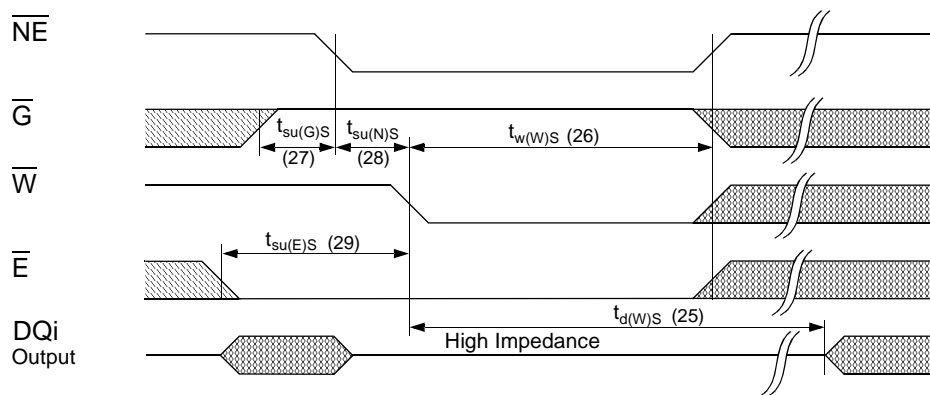 NE
G
tsu(G)S tsu(N)S tw(W)S (26)
(27) (28)
W
tsu(E)S (29)
E
td(W)S (25)
DQi
Output
High Impedance